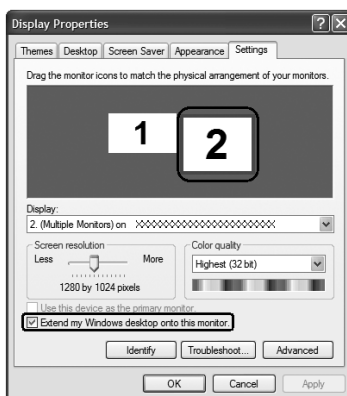 Display Properties
Themes Desktop Screen Saver Appearance Settings
Drag the monitor icons to match the physical arrangement of your monitors.
1 2
Display:
2. (Multiple Monitors) on XXXXXXXXXXXXXXXXXXXXXXXX
Screen resolution
Less More
1280 by 1024 pixels
Color quality
Highest (32 bit)
Use this device as the primary monitor.
Extend my Windows desktop onto this monitor.
Identify Troubleshoot... Advanced
OK Cancel Apply